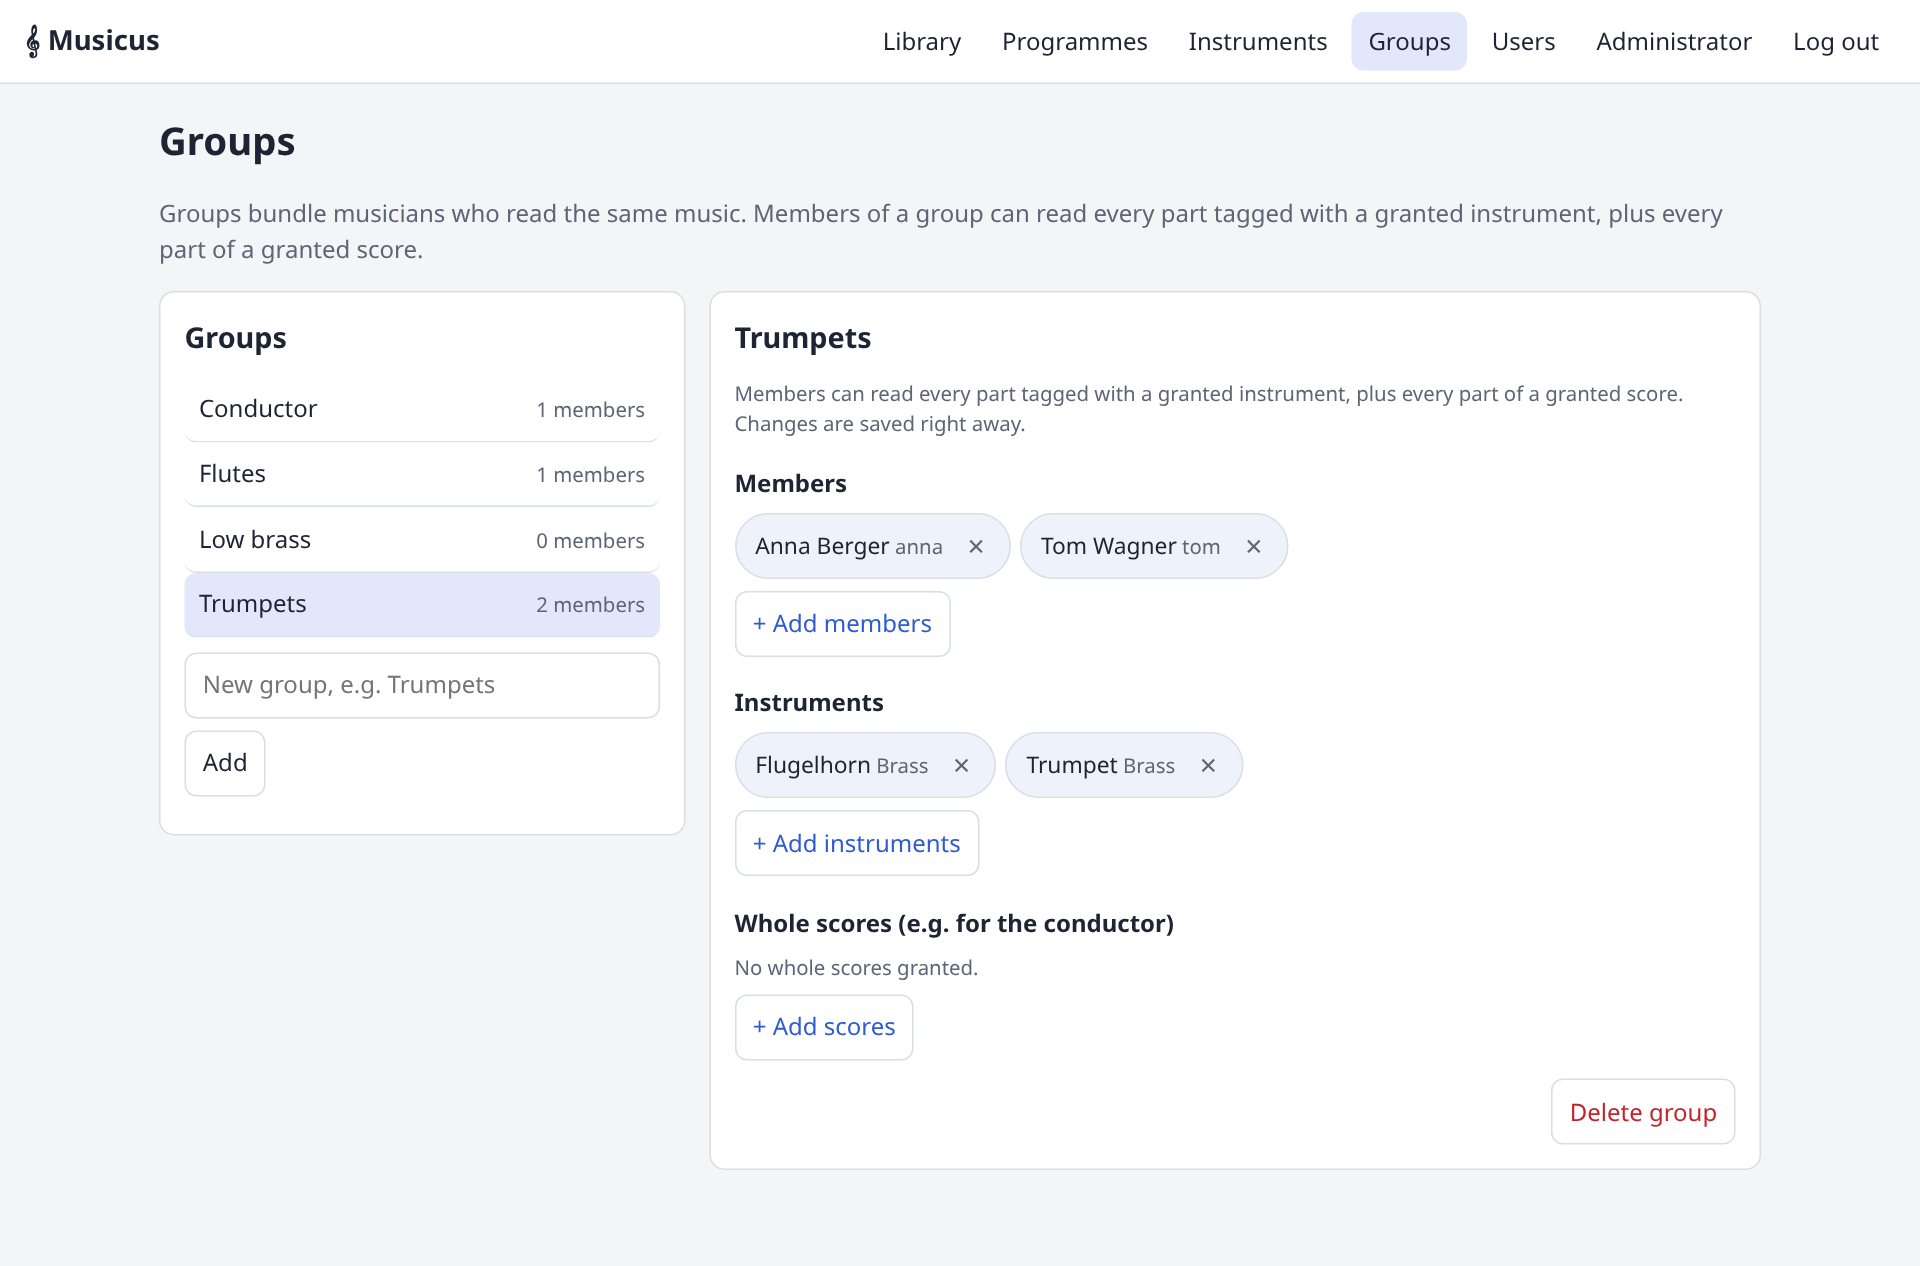 𝄞 Musicus
Library Programmes Instruments Groups Users Administrator Log out
Groups
Groups bundle musicians who read the same music. Members of a group can read every part tagged with a granted instrument, plus every
part of a granted score.
Groups
Conductor 1 members
Flutes 1 members
Low brass 0 members
Trumpets 2 members
New group, e.g. Trumpets
Add
Trumpets
Members can read every part tagged with a granted instrument, plus every part of a granted score.
Changes are saved right away.
Members
Anna Berger anna ✕ Tom Wagner tom ✕
+ Add members
Instruments
Flugelhorn Brass ✕ Trumpet Brass ✕
+ Add instruments
Whole scores (e.g. for the conductor)
No whole scores granted.
+ Add scores
Delete group